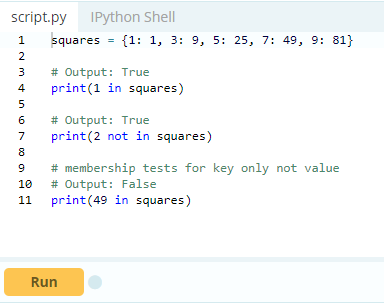 script.py IPython Shell
1 squares = {1: 1, 3: 9, 5: 25, 7: 49, 9: 81}
2
3 # Output: True
4 print(1 in squares)
5
6 # Output: True
7 print(2 not in squares)
8
9 # membership tests for key only not value
10 # Output: False
11 print(49 in squares)
Run